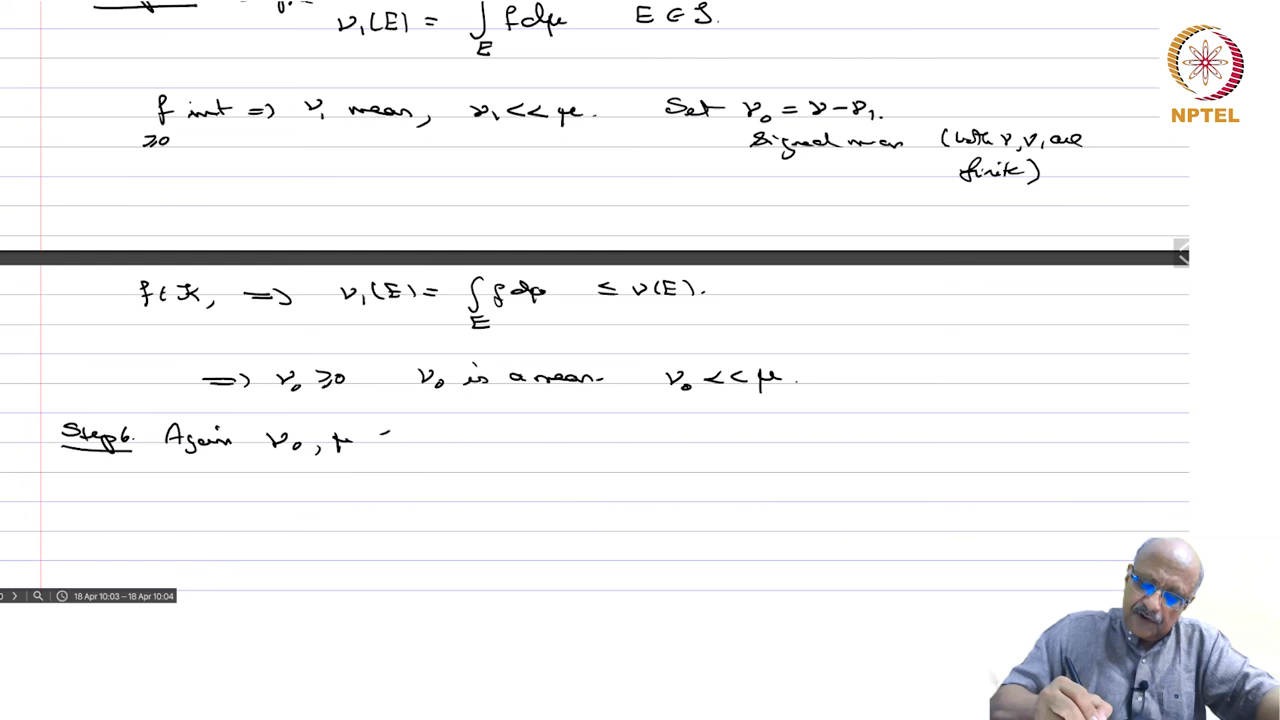 ν₁(E) = ∫_E f dμ E ∈ S.
f int ⇒ ν₁ meas, ν₁ << μ. Set ν₀ = ν - ν₁.
≥0 Signed meas (both ν, ν₁ are
finite)
NPTEL
f ∈ K, ⇒ ν₁(E) = ∫_E f dμ ≤ ν(E).
⇒ ν₀ ≥ 0 ν₀ is a meas. ν₀ << μ.
Step 6. Again ν₀, μ
18 Apr 10:03 – 18 Apr 10:04